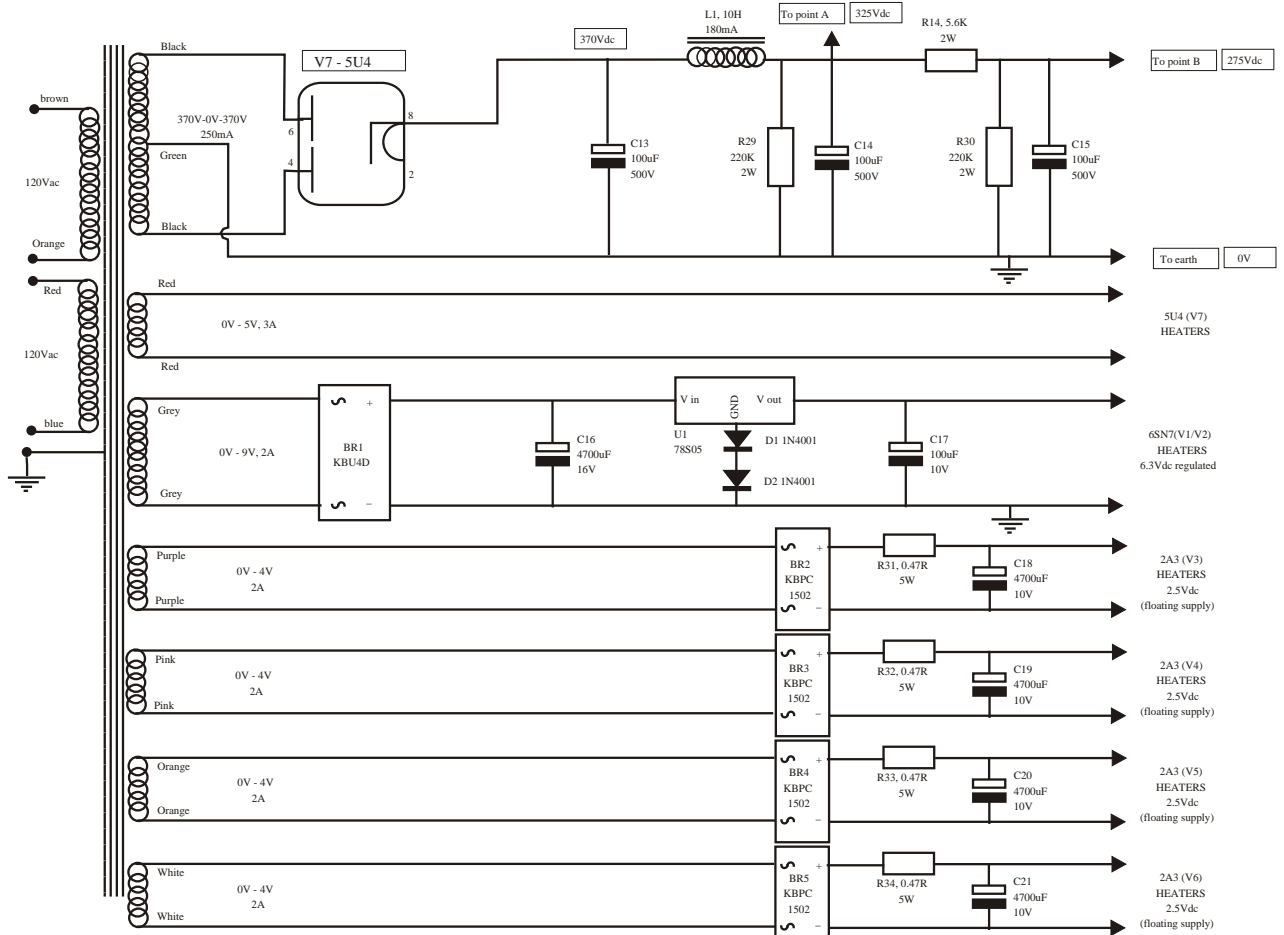 L1, 10H
180mA
To point A
325Vdc
R14, 5.6K
2W
370Vdc
Black
V7 - 5U4
To point B
275Vdc
brown
370V-0V-370V
250mA
Green
6
4
8
2
C13
100uF
500V
R29
220K
2W
C14
100uF
500V
R30
220K
2W
C15
100uF
500V
120Vac
Orange
Black
To earth
0V
Red
Red
0V - 5V, 3A
5U4 (V7)
HEATERS
120Vac
Red
blue
Grey
0V - 9V, 2A
Grey
BR1
KBU4D
+
−
C16
4700uF
16V
V in
GND
V out
U1
78S05
D1 1N4001
D2 1N4001
C17
100uF
10V
6SN7(V1/V2)
HEATERS
6.3Vdc regulated
Purple
0V - 4V
2A
Purple
BR2
KBPC
1502
+
−
R31, 0.47R
5W
C18
4700uF
10V
2A3 (V3)
HEATERS
2.5Vdc
(floating supply)
Pink
0V - 4V
2A
Pink
BR3
KBPC
1502
+
−
R32, 0.47R
5W
C19
4700uF
10V
2A3 (V4)
HEATERS
2.5Vdc
(floating supply)
Orange
0V - 4V
2A
Orange
BR4
KBPC
1502
+
−
R33, 0.47R
5W
C20
4700uF
10V
2A3 (V5)
HEATERS
2.5Vdc
(floating supply)
White
0V - 4V
2A
White
BR5
KBPC
1502
+
−
R34, 0.47R
5W
C21
4700uF
10V
2A3 (V6)
HEATERS
2.5Vdc
(floating supply)